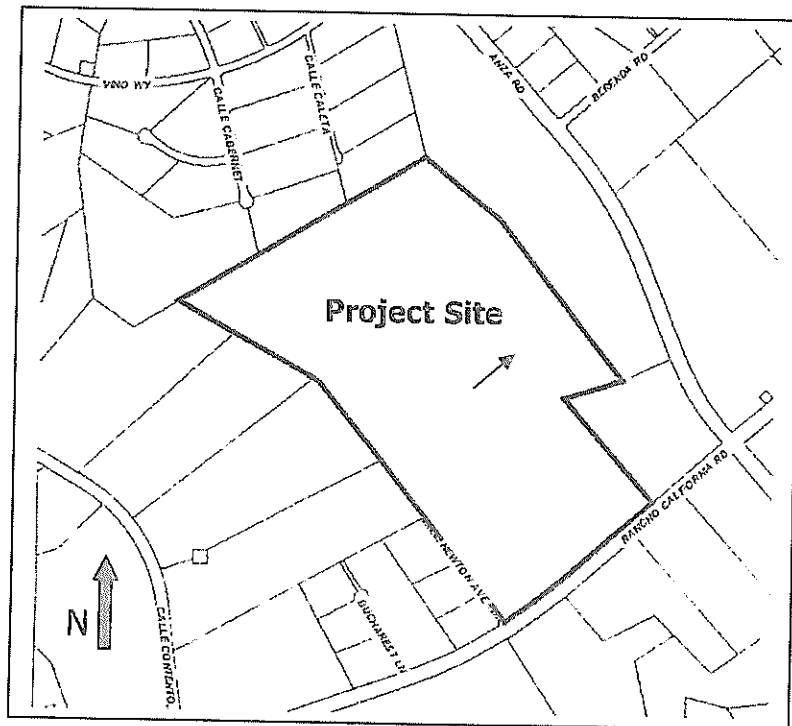 VINO WY
CALLE CABERNET
CALLE CALETA
ANZA RD
BERENDA RD
Project Site
RANCHO CALIFORNIA RD
NEWTON AVE
BUCHAREST LN
CALLE CONTENTO
N